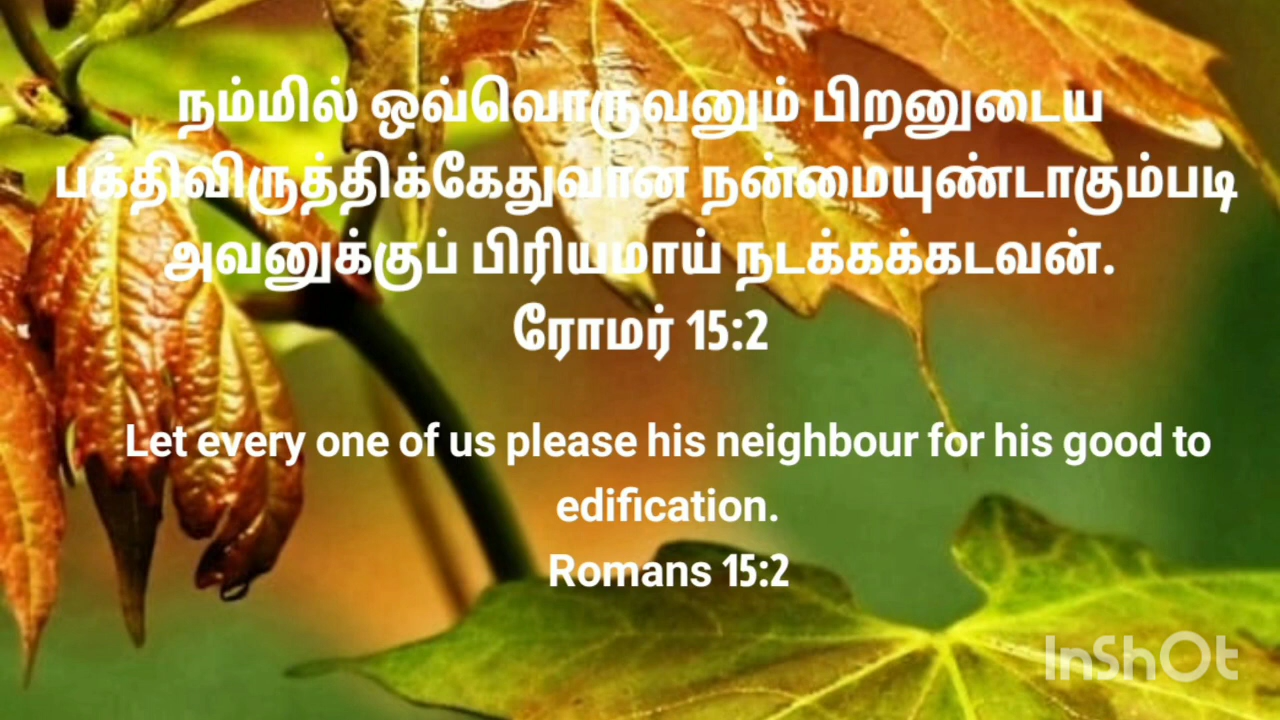 நம்மில் ஒவ்வொருவனும் பிறனுடைய
பக்திவிருத்திக்கேதுவான நன்மையுண்டாகும்படி
அவனுக்குப் பிரியமாய் நடக்கக்கடவன்.
ரோமர் 15:2
Let every one of us please his neighbour for his good to
edification.
Romans 15:2
InShOt